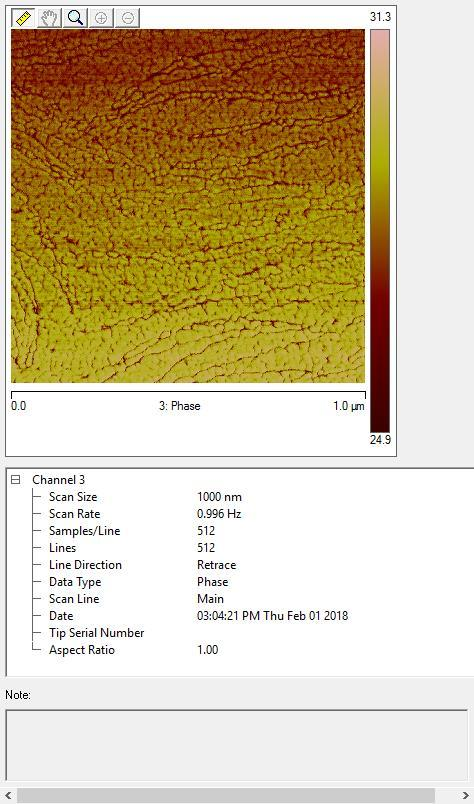 31.3
24.9
0.0 3: Phase 1.0 µm
Channel 3
Scan Size 1000 nm
Scan Rate 0.996 Hz
Samples/Line 512
Lines 512
Line Direction Retrace
Data Type Phase
Scan Line Main
Date 03:04:21 PM Thu Feb 01 2018
Tip Serial Number
Aspect Ratio 1.00
Note: